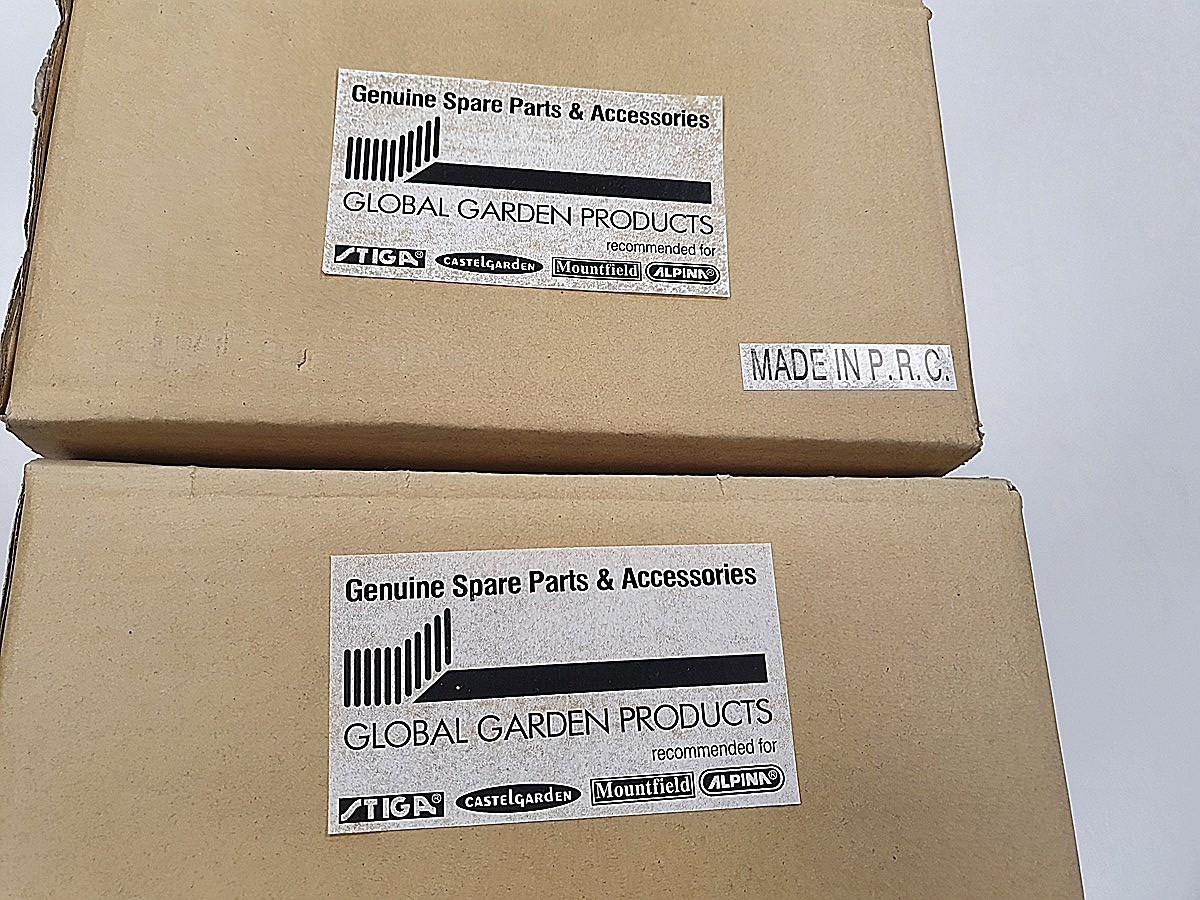 Genuine Spare Parts & Accessories
GLOBAL GARDEN PRODUCTS
recommended for
STIGA® CASTELGARDEN Mountfield ALPINA®
MADE IN P.R.C.
Genuine Spare Parts & Accessories
GLOBAL GARDEN PRODUCTS
recommended for
STIGA® CASTELGARDEN Mountfield ALPINA®